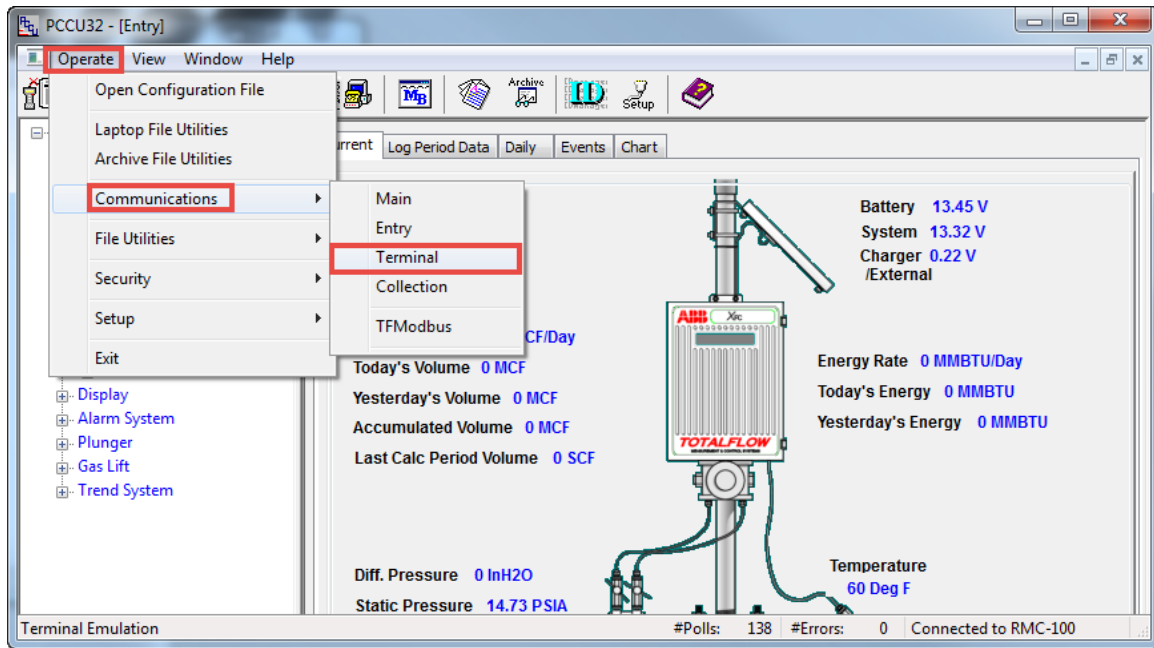 PCCU32 - [Entry]
Operate View Window Help
Open Configuration File
Laptop File Utilities
Archive File Utilities
Communications
File Utilities
Security
Setup
Exit
Main
Entry
Terminal
Collection
TFModbus
MB
Archive
ID
Setup
Log Period Data Daily Events Chart
Display
Alarm System
Plunger
Gas Lift
Trend System
Battery 13.45 V
System 13.32 V
Charger 0.22 V
/External
ABB XFC
TOTALFLOW
CF/Day
Today's Volume 0 MCF
Yesterday's Volume 0 MCF
Accumulated Volume 0 MCF
Last Calc Period Volume 0 SCF
Energy Rate 0 MMBTU/Day
Today's Energy 0 MMBTU
Yesterday's Energy 0 MMBTU
Diff. Pressure 0 InH2O
Static Pressure 14.73 PSIA
Temperature
60 Deg F
Terminal Emulation
#Polls: 138 #Errors: 0 Connected to RMC-100